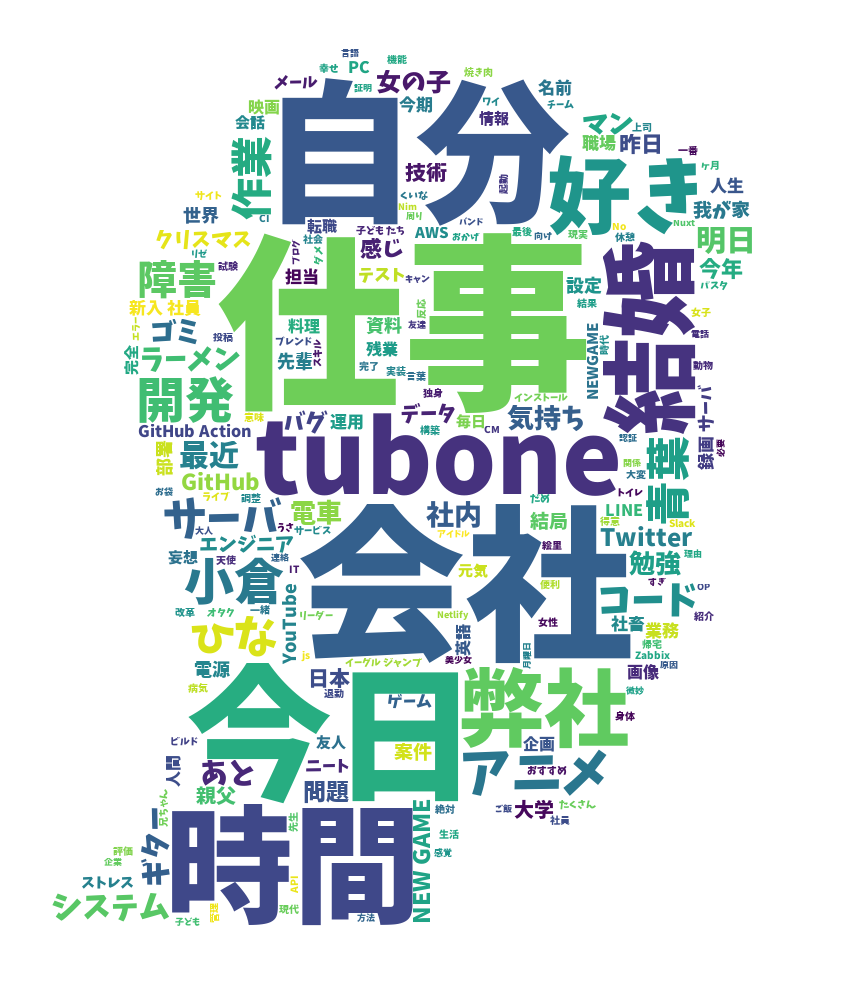 言語
幸せ
PC
機能
焼き肉
メール
証明
女の子
ワイ
名前
映画
今期
チーム
会話
自分
情報
マン
上司
作業
技術
職場
昨日
一番
起動
好き
ヶ月
サイト
くいな
人生
世界
CI
Nim
周り
我が家
転職
子どもたち
バンド
No
Nuxt
クリスマス
社会
AWS
おかげ
最後
向け
現実
休憩
明日
リゼ
ブログ
ダメ
感じ
結婚
障害
試験
担当
テスト
キャン
設定
今年
仕事
パスタ
新入 社員
反応
結果
ゴミ
投稿
料理
資料
友達
女子
エラー
ブレンド
NEWGAME
時代
電話
完全
ラーメン
先輩
スキル
残業
完了
実装
言葉
動物
開発
独身
インストール
サーバ
意味
バグ
運用
データ
毎日
気持ち
GitHub Action
tubone
構築
CM
認証
録画
必要
部署
最近
青葉
関係
大変
GitHub
お袋
ライブ
調整
電車
ため
トイレ
LINE
サーバ
大人
うさ
サービス
社内
結局
得意
Slack
エンジニア
アイドル
Twitter
妄想
天使
連絡
絵里
勉強
理由
小倉
IT
会社
元気
便利
すぎ
OP
コード
改革
オタク
一緒
YouTube
リーダー
Netlify
女性
社畜
業務
紹介
ひな
英語
月曜日
帰宅
Zabbix
電源
js
イーグル ジャンプ
美少女
画像
原因
日本
退勤
病気
今日
ゲーム
弊社
微妙
身体
ビルド
友人
案件
企画
人間
あと
ニート
アニメ
おすすめ
親父
問題
兄ちゃん
時間
NEW GAME
絶対
ご飯
大学
たくさん
社員
ギター
先生
生活
評価
企業
感覚
ストレス
API
システム
子ども
管理
現代
方法